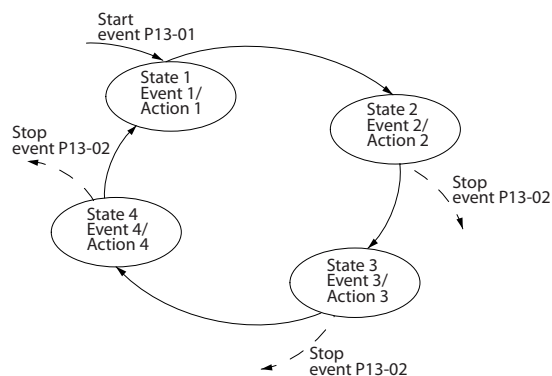 Start
event P13-01
State 1
Event 1/
Action 1
State 2
Event 2/
Action 2
Stop
event P13-02
Stop
event P13-02
State 4
Event 4/
Action 4
State 3
Event 3/
Action 3
Stop
event P13-02